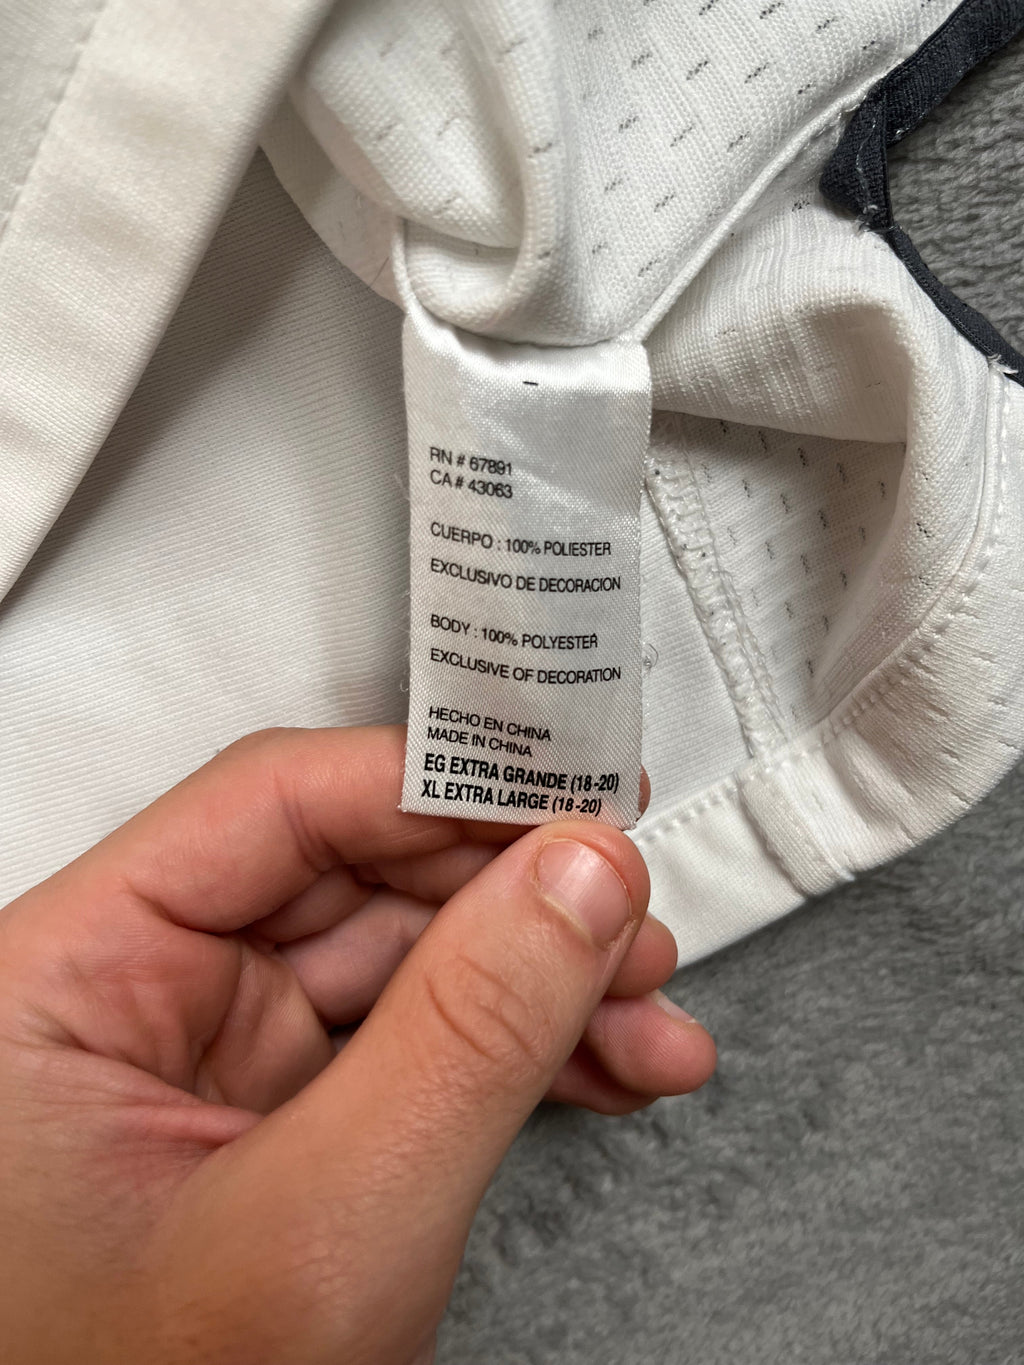 RN # 67891
CA # 43063
CUERPO : 100% POLIESTER
EXCLUSIVO DE DECORACION
BODY : 100% POLYESTER
EXCLUSIVE OF DECORATION
HECHO EN CHINA
MADE IN CHINA
EG EXTRA GRANDE (18-20)
XL EXTRA LARGE (18-20)